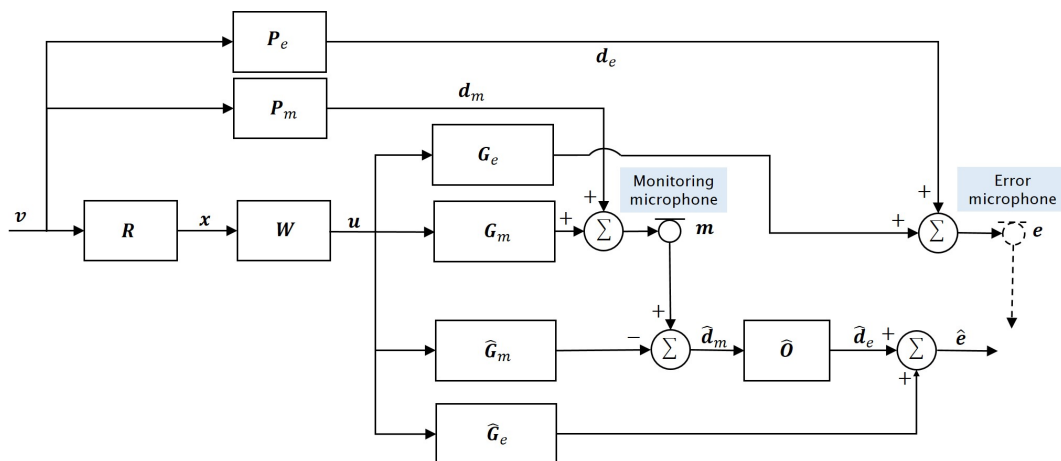 P_e
d_e
P_m
d_m
G_e
Monitoring
microphone
Error
microphone
v
R
x
W
u
G_m
+
+
Σ
m
+
+
Σ
e
Ĝ_m
−
+
Σ
d̂_m
Ô
d̂_e
+
+
Σ
ê
Ĝ_e